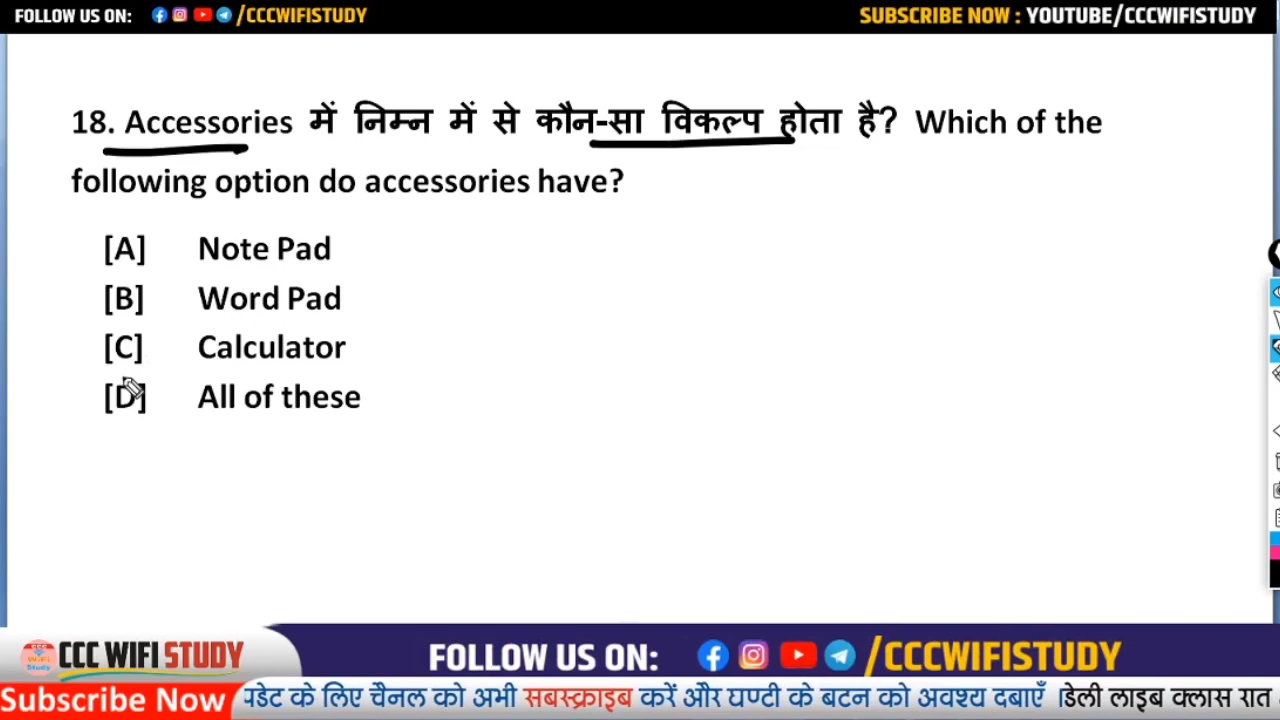 FOLLOW US ON: /CCCWIFISTUDY
SUBSCRIBE NOW : YOUTUBE/CCCWIFISTUDY
18. Accessories में निम्न में से कौन-सा विकल्प होता है? Which of the
following option do accessories have?
[A] Note Pad
[B] Word Pad
[C] Calculator
[D] All of these
CCC WIFI STUDY
FOLLOW US ON: /CCCWIFISTUDY
Subscribe Now
पडेट के लिए चैनल को अभी सबस्क्राइब करें और घण्टी के बटन को अवश्य दबाएँ ।डेली लाइब क्लास रात